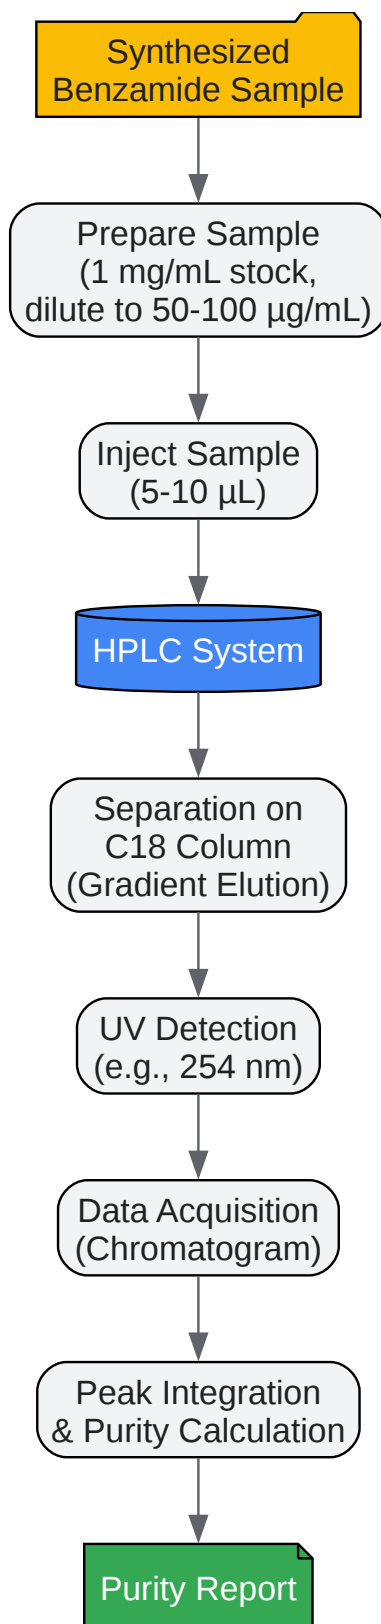 Synthesized
Benzamide Sample
Prepare Sample
(1 mg/mL stock,
dilute to 50-100 µg/mL)
Inject Sample
(5-10 µL)
HPLC System
Separation on
C18 Column
(Gradient Elution)
UV Detection
(e.g., 254 nm)
Data Acquisition
(Chromatogram)
Peak Integration
& Purity Calculation
Purity Report